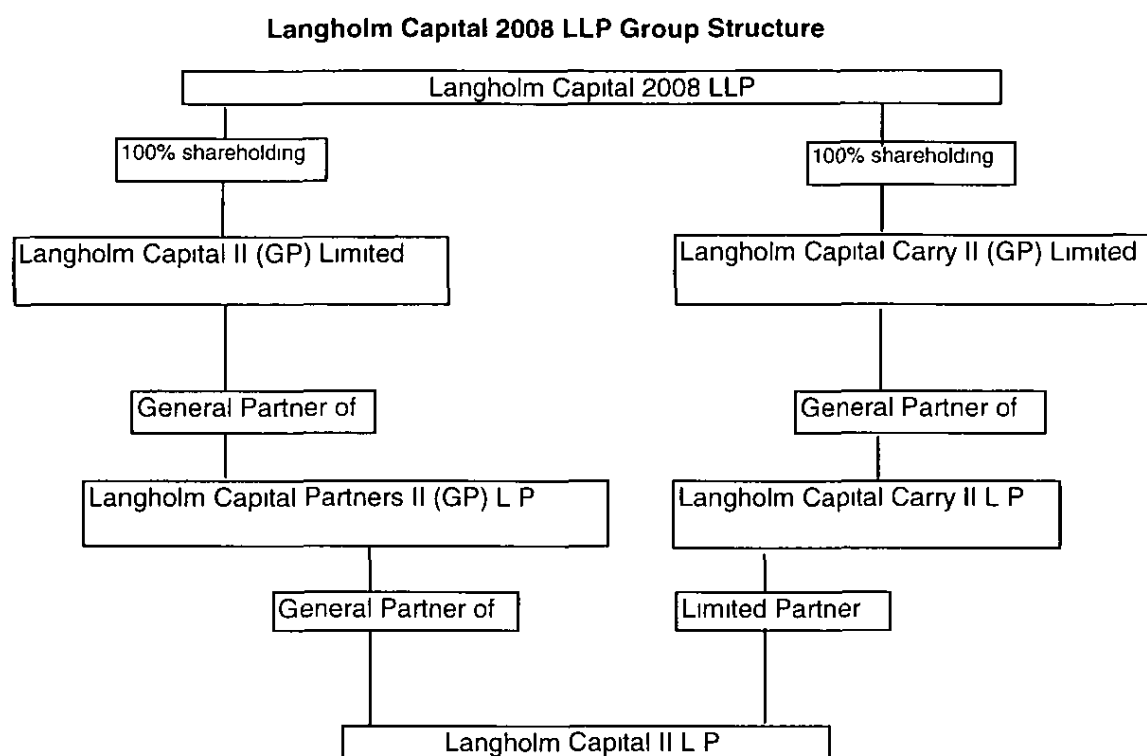 Langholm Capital 2008 LLP Group Structure
Langholm Capital 2008 LLP
100% shareholding
100% shareholding
Langholm Capital II (GP) Limited
Langholm Capital Carry II (GP) Limited
General Partner of
General Partner of
Langholm Capital Partners II (GP) L P
Langholm Capital Carry II L P
General Partner of
Limited Partner
Langholm Capital II L P